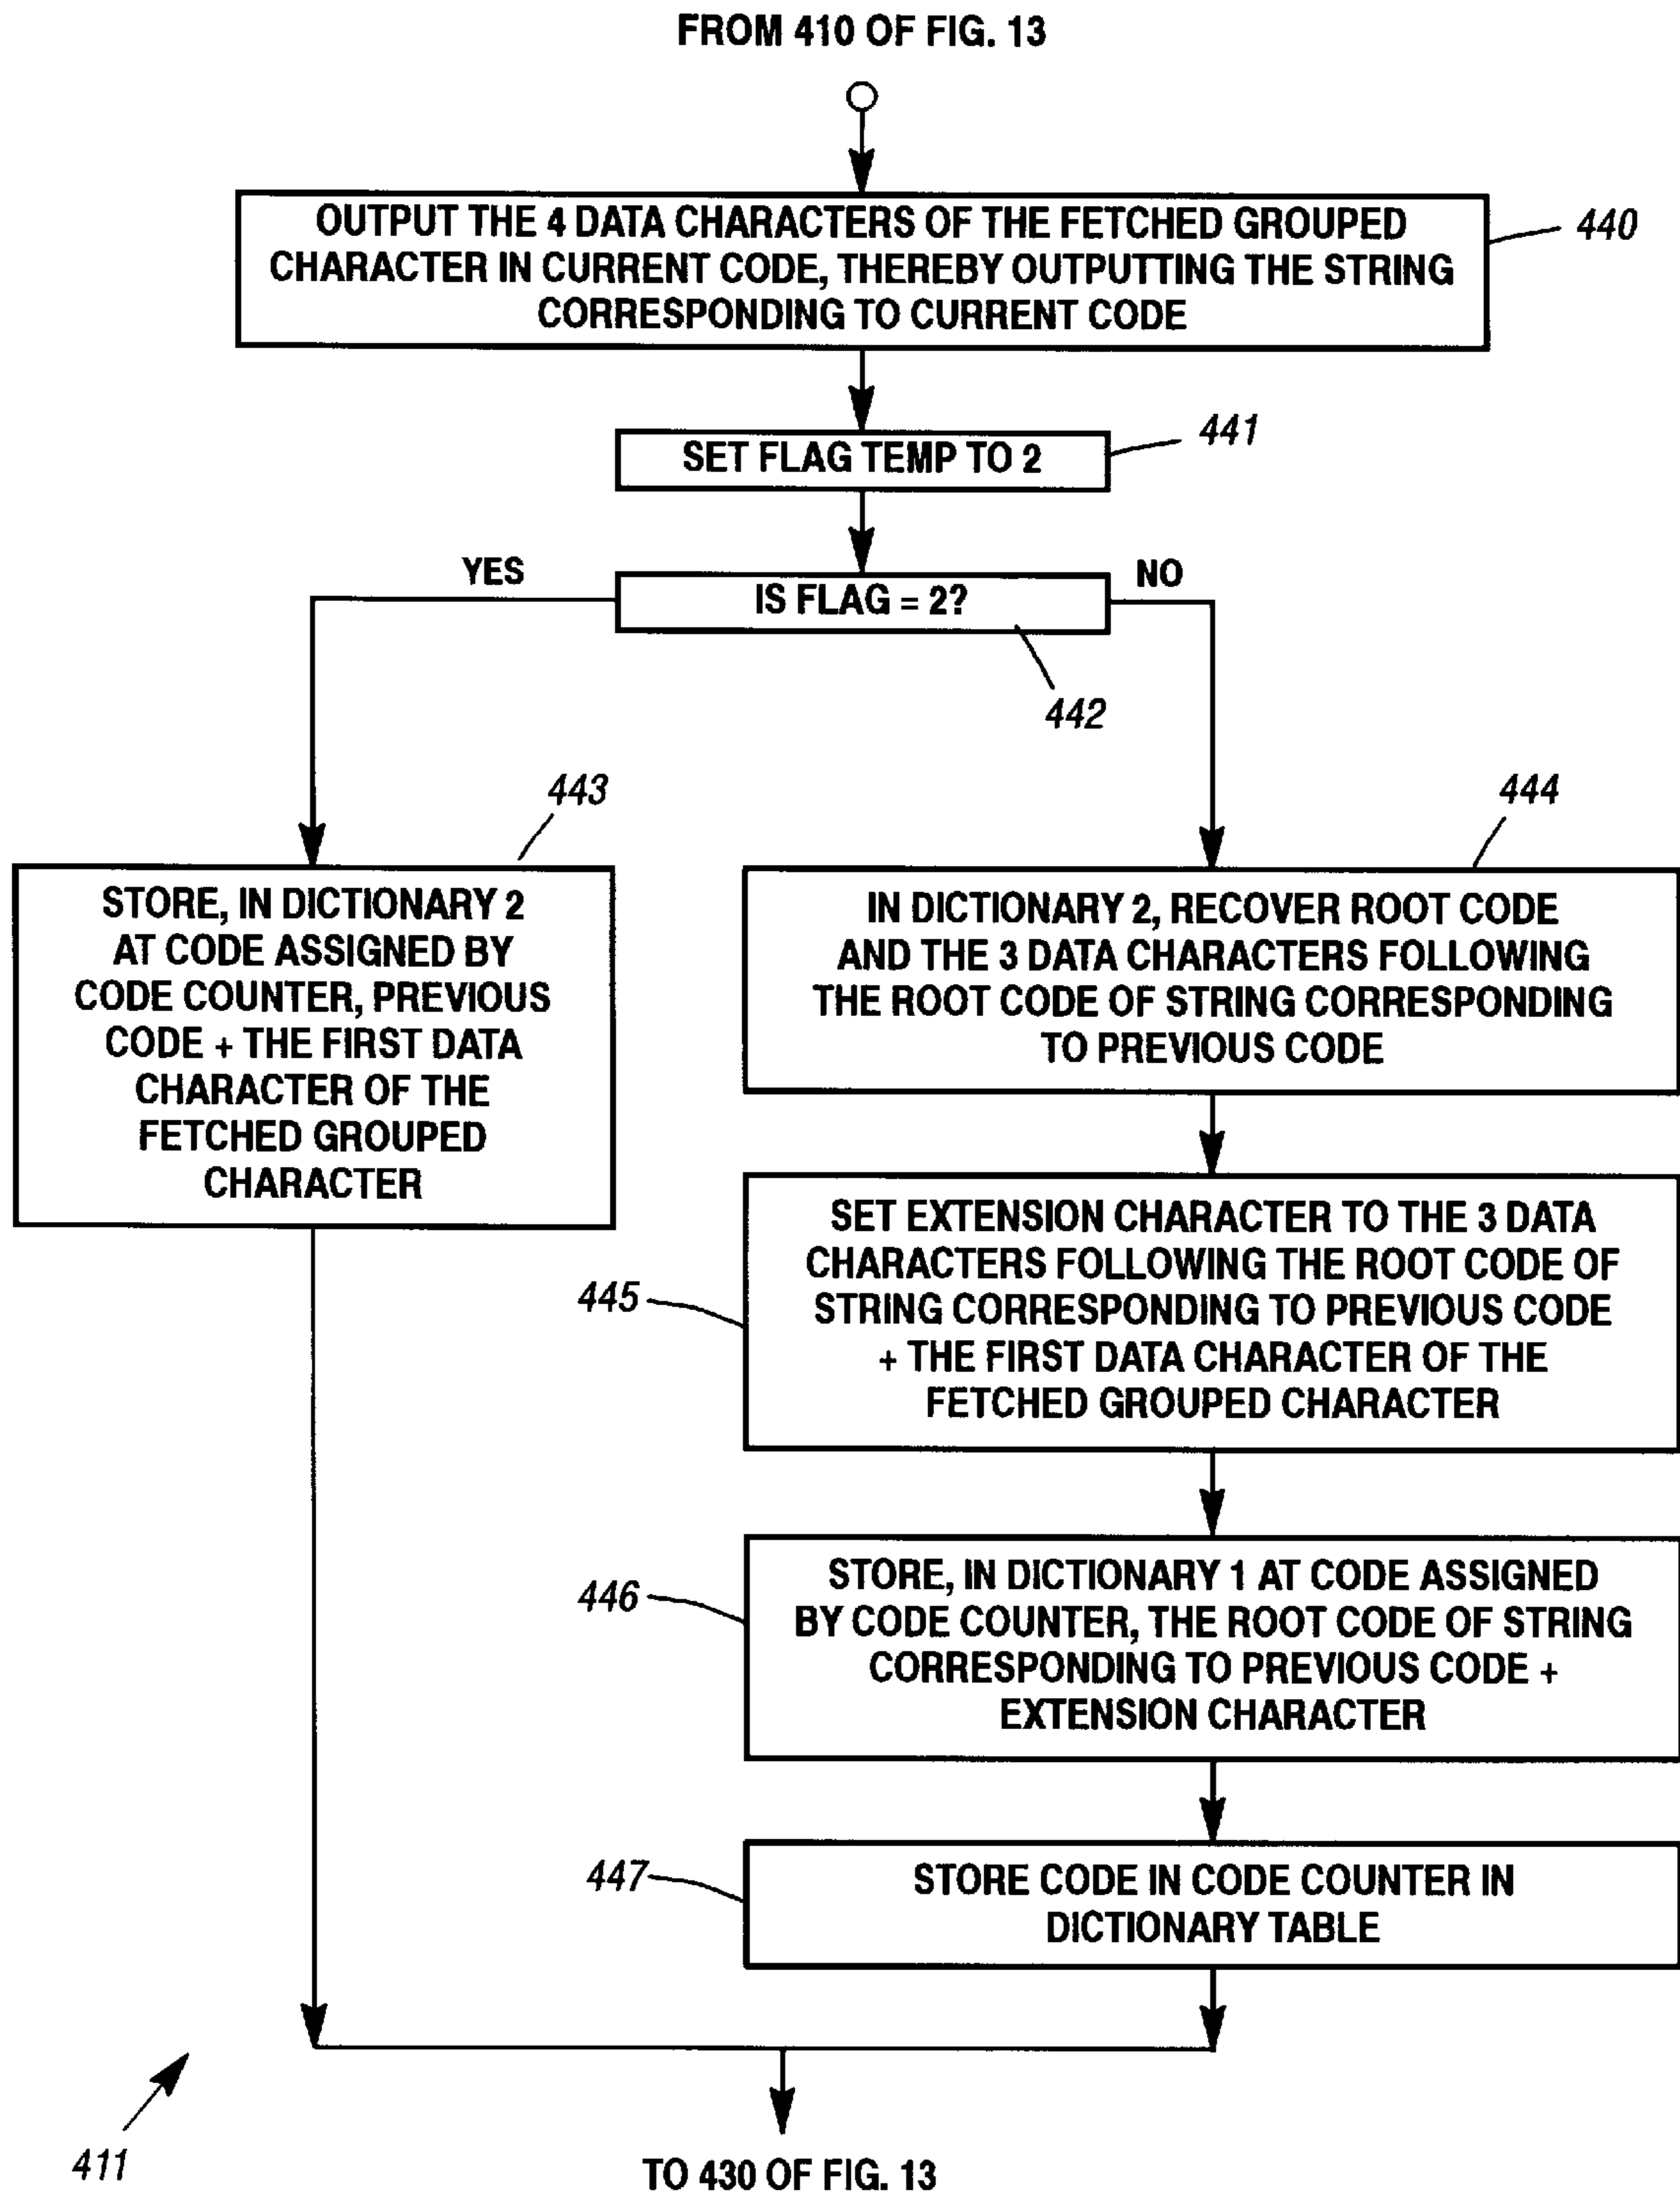 FROM 410 OF FIG. 13
OUTPUT THE 4 DATA CHARACTERS OF THE FETCHED GROUPED
CHARACTER IN CURRENT CODE, THEREBY OUTPUTTING THE STRING
CORRESPONDING TO CURRENT CODE
440
SET FLAG TEMP TO 2
441
YES
IS FLAG = 2?
NO
442
443
STORE, IN DICTIONARY 2
AT CODE ASSIGNED BY
CODE COUNTER, PREVIOUS
CODE + THE FIRST DATA
CHARACTER OF THE
FETCHED GROUPED
CHARACTER
444
IN DICTIONARY 2, RECOVER ROOT CODE
AND THE 3 DATA CHARACTERS FOLLOWING
THE ROOT CODE OF STRING CORRESPONDING
TO PREVIOUS CODE
445
SET EXTENSION CHARACTER TO THE 3 DATA
CHARACTERS FOLLOWING THE ROOT CODE OF
STRING CORRESPONDING TO PREVIOUS CODE
+ THE FIRST DATA CHARACTER OF THE
FETCHED GROUPED CHARACTER
446
STORE, IN DICTIONARY 1 AT CODE ASSIGNED
BY CODE COUNTER, THE ROOT CODE OF STRING
CORRESPONDING TO PREVIOUS CODE +
EXTENSION CHARACTER
447
STORE CODE IN CODE COUNTER IN
DICTIONARY TABLE
411
TO 430 OF FIG. 13